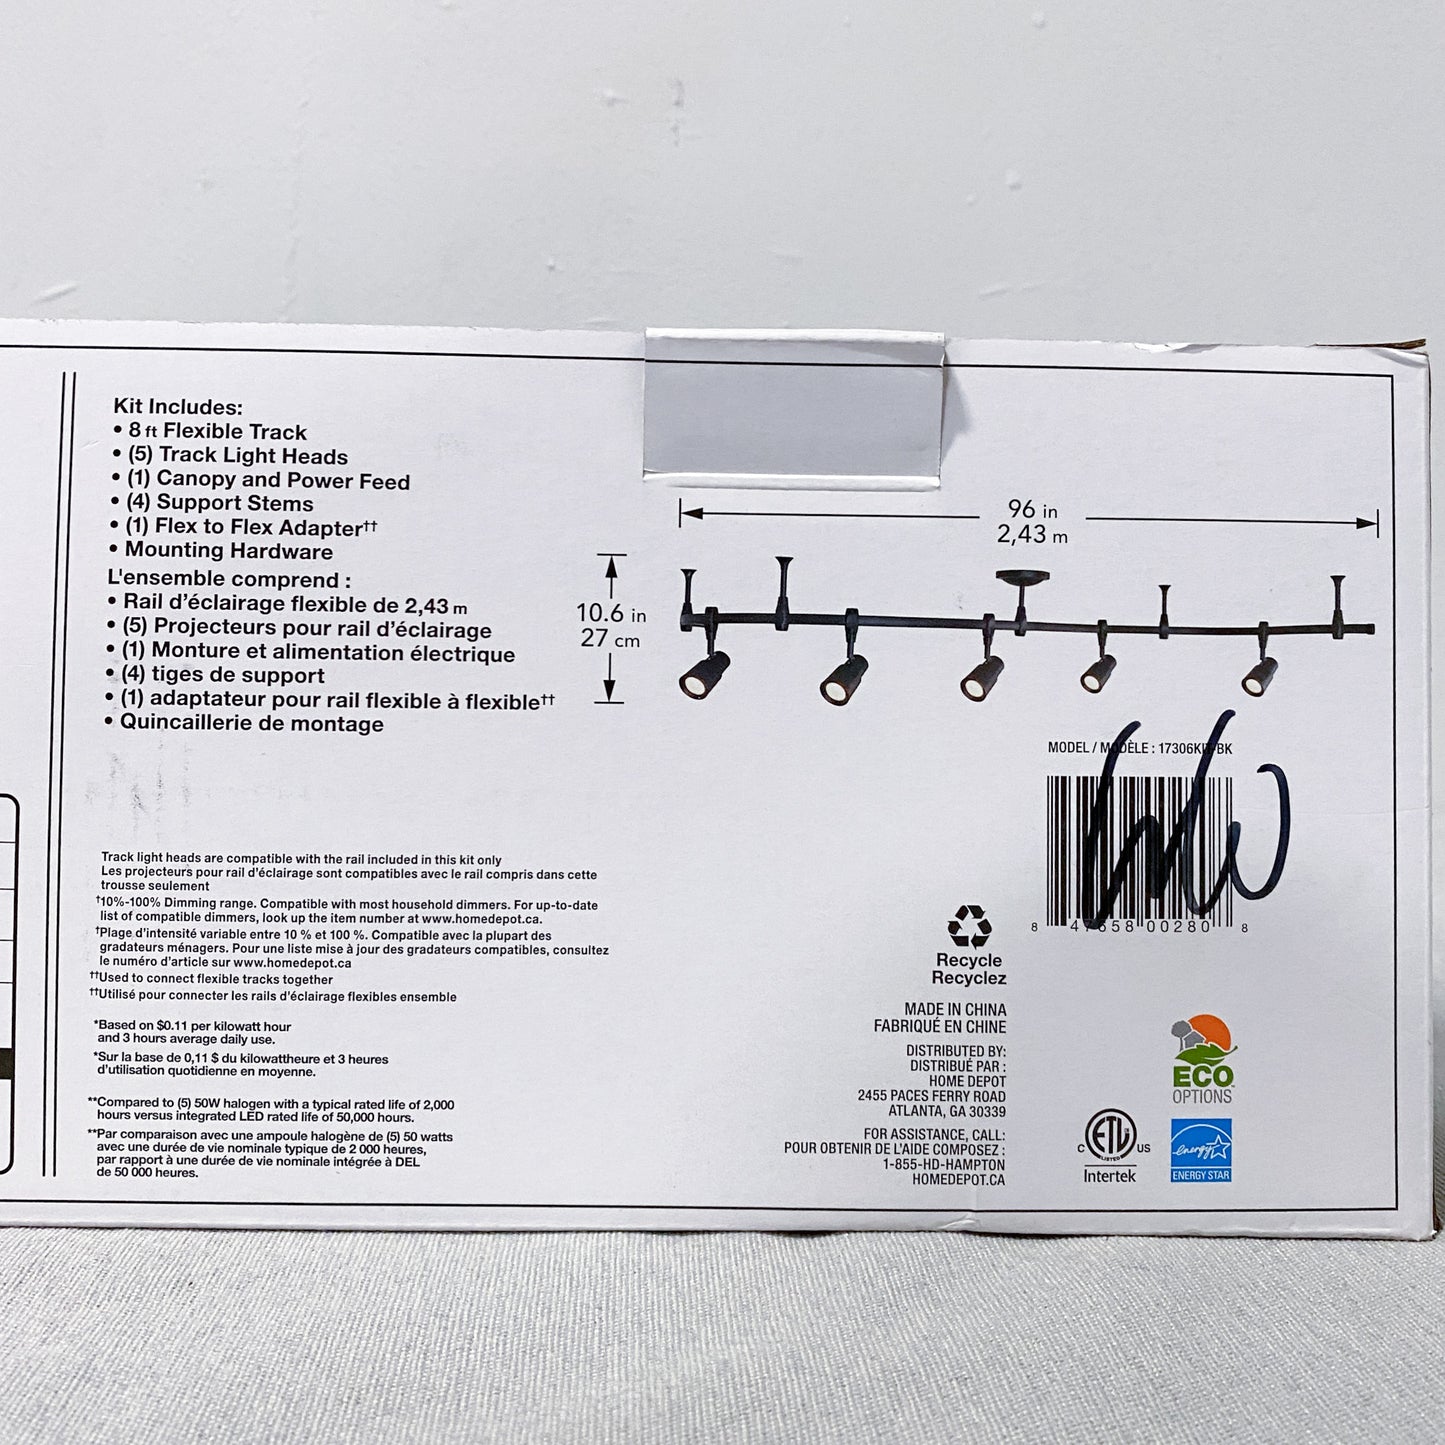 Kit Includes:
• 8 ft Flexible Track
• (5) Track Light Heads
• (1) Canopy and Power Feed
• (4) Support Stems
• (1) Flex to Flex Adapter††
• Mounting Hardware
L'ensemble comprend :
• Rail d'éclairage flexible de 2,43 m
• (5) Projecteurs pour rail d'éclairage
• (1) Monture et alimentation électrique
• (4) tiges de support
• (1) adaptateur pour rail flexible à flexible††
• Quincaillerie de montage
96 in
2,43 m
10.6 in
27 cm
Track light heads are compatible with the rail included in this kit only
Les projecteurs pour rail d'éclairage sont compatibles avec le rail compris dans cette
trousse seulement
†10%-100% Dimming range. Compatible with most household dimmers. For up-to-date
list of compatible dimmers, look up the item number at www.homedepot.ca.
†Plage d'intensité variable entre 10 % et 100 %. Compatible avec la plupart des
gradateurs ménagers. Pour une liste mise à jour des gradateurs compatibles, consultez
le numéro d'article sur www.homedepot.ca
††Used to connect flexible tracks together
††Utilisé pour connecter les rails d'éclairage flexibles ensemble
*Based on $0.11 per kilowatt hour
and 3 hours average daily use.
*Sur la base de 0,11 $ du kilowattheure et 3 heures
d'utilisation quotidienne en moyenne.
**Compared to (5) 50W halogen with a typical rated life of 2,000
hours versus integrated LED rated life of 50,000 hours.
**Par comparaison avec une ampoule halogène de (5) 50 watts
avec une durée de vie nominale typique de 2 000 heures,
par rapport à une durée de vie nominale intégrée à DEL
de 50 000 heures.
MODEL / MODÈLE : 17306KIT-BK
8 47658 00280 8
Recycle
Recyclez
MADE IN CHINA
FABRIQUÉ EN CHINE
DISTRIBUTED BY:
DISTRIBUÉ PAR :
HOME DEPOT
2455 PACES FERRY ROAD
ATLANTA, GA 30339
FOR ASSISTANCE, CALL:
POUR OBTENIR DE L'AIDE COMPOSEZ :
1-855-HD-HAMPTON
HOMEDEPOT.CA
ECO
OPTIONS
C ETL US
LISTED
Intertek
energy
ENERGY STAR